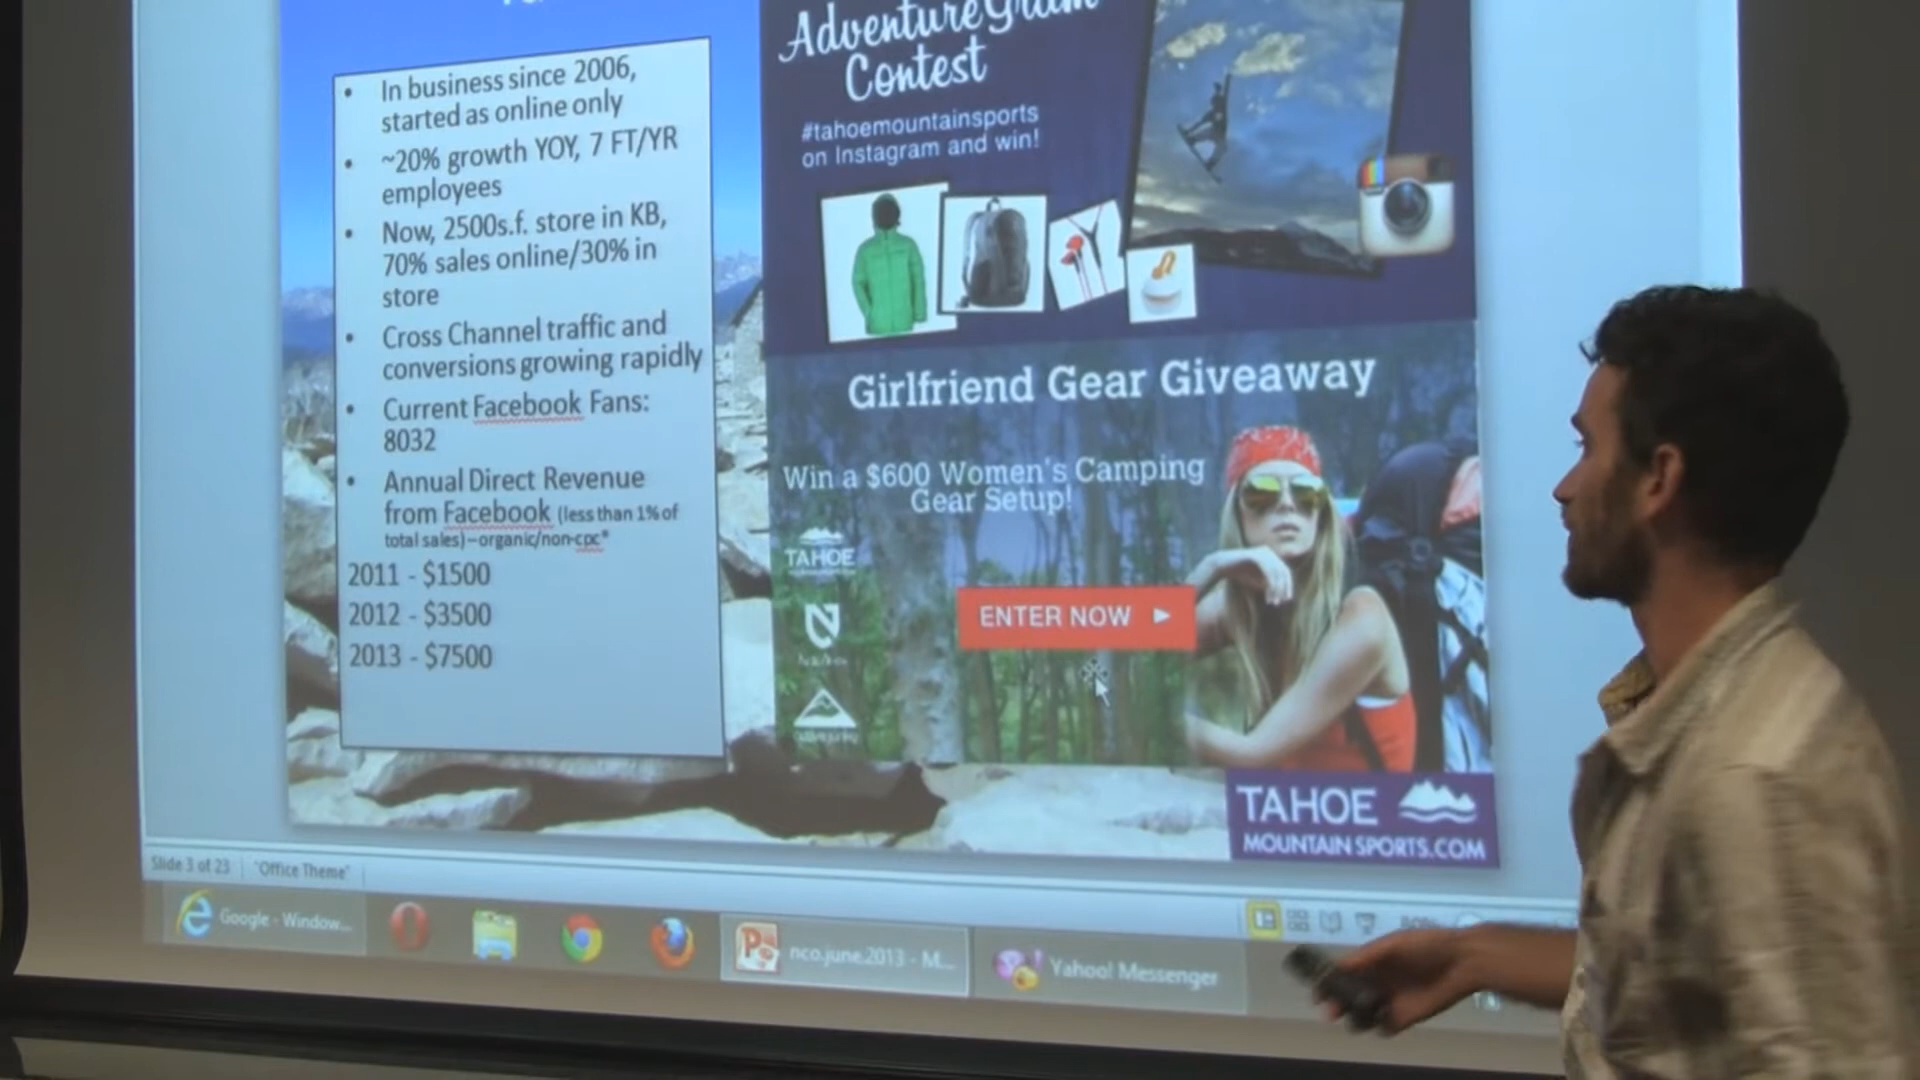 • In business since 2006,
started as online only
• ~20% growth YOY, 7 FT/YR
employees
• Now, 2500s.f. store in KB,
70% sales online/30% in
store
• Cross Channel traffic and
conversions growing rapidly
• Current Facebook Fans:
8032
• Annual Direct Revenue
from Facebook (less than 1% of
total sales) – organic/non-cpc*
2011 - $1500
2012 - $3500
2013 - $7500
AdventureGram
Contest
#tahoemountainsports
on Instagram and win!
Girlfriend Gear Giveaway
Win a $600 Women's Camping
Gear Setup!
TAHOE
ENTER NOW
TAHOE
MOUNTAIN SPORTS.COM
Slide 3 of 23 "Office Theme"
Google - Window...
nco.june.2013 - M...
Yahoo! Messenger